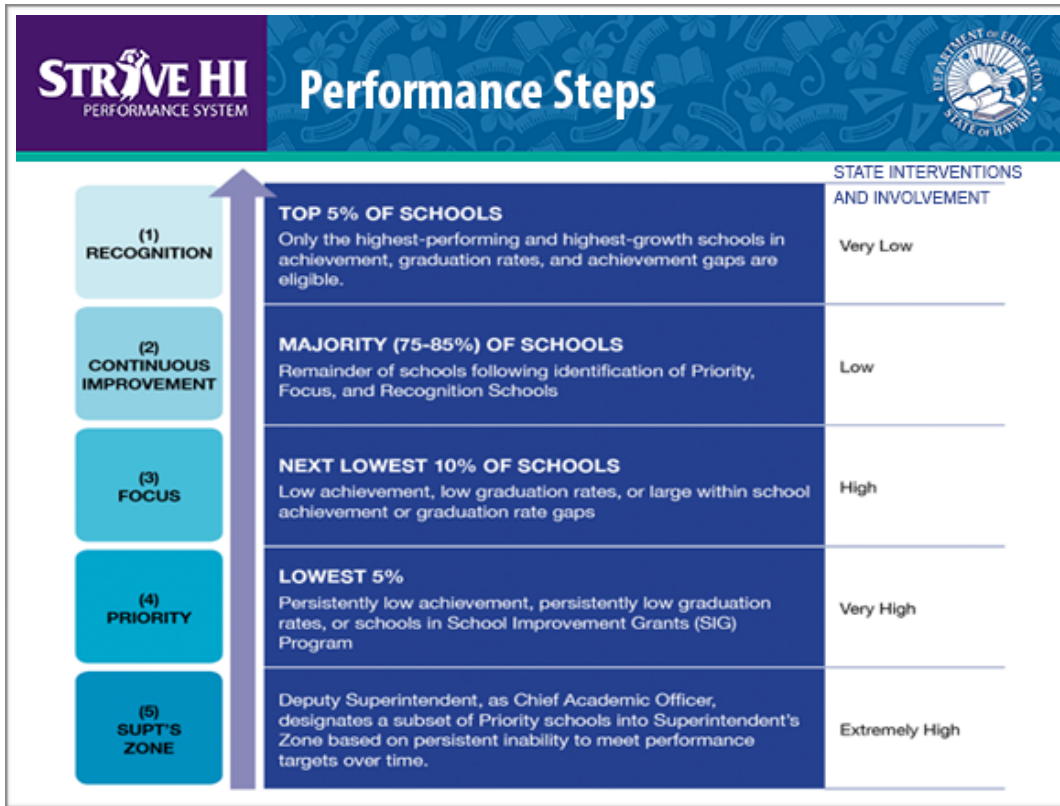 STRIVE HI
PERFORMANCE SYSTEM
Performance Steps
DEPARTMENT OF EDUCATION
STATE OF HAWAII
STATE INTERVENTIONS
AND INVOLVEMENT
(1)
RECOGNITION
TOP 5% OF SCHOOLS
Only the highest-performing and highest-growth schools in
achievement, graduation rates, and achievement gaps are
eligible.
Very Low
(2)
CONTINUOUS
IMPROVEMENT
MAJORITY (75-85%) OF SCHOOLS
Remainder of schools following identification of Priority,
Focus, and Recognition Schools
Low
(3)
FOCUS
NEXT LOWEST 10% OF SCHOOLS
Low achievement, low graduation rates, or large within school
achievement or graduation rate gaps
High
(4)
PRIORITY
LOWEST 5%
Persistently low achievement, persistently low graduation
rates, or schools in School Improvement Grants (SIG)
Program
Very High
(5)
SUPT'S
ZONE
Deputy Superintendent, as Chief Academic Officer,
designates a subset of Priority schools into Superintendent's
Zone based on persistent inability to meet performance
targets over time.
Extremely High